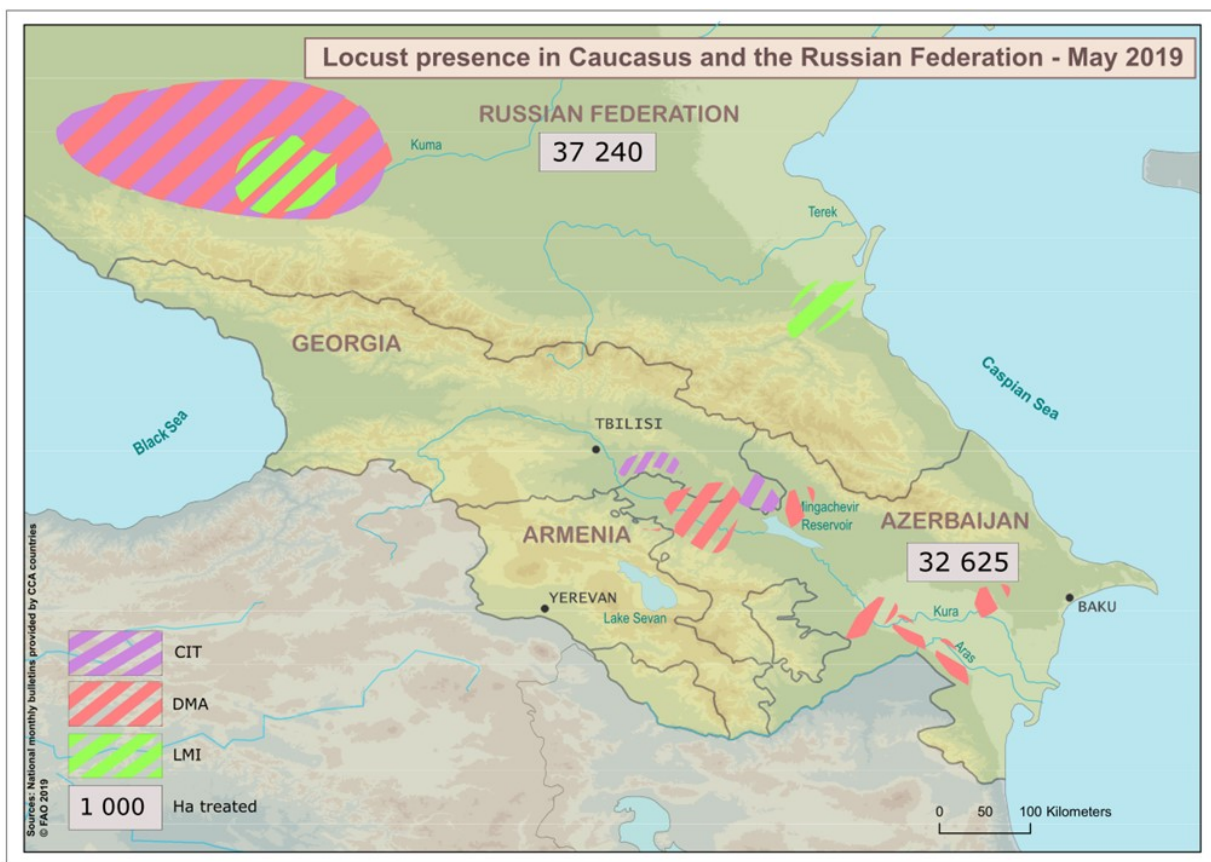 Locust presence in Caucasus and the Russian Federation - May 2019
RUSSIAN FEDERATION
37 240
Kuma
Terek
GEORGIA
Caspian Sea
Black Sea
TBILISI
Mingachevir
Reservoir
AZERBAIJAN
32 625
ARMENIA
YEREVAN
Lake Sevan
Kura
BAKU
Aras
CIT
DMA
LMI
1 000 Ha treated
0 50 100 Kilometers
Sources: National monthly bulletins provided by CCA countries
© FAO 2019